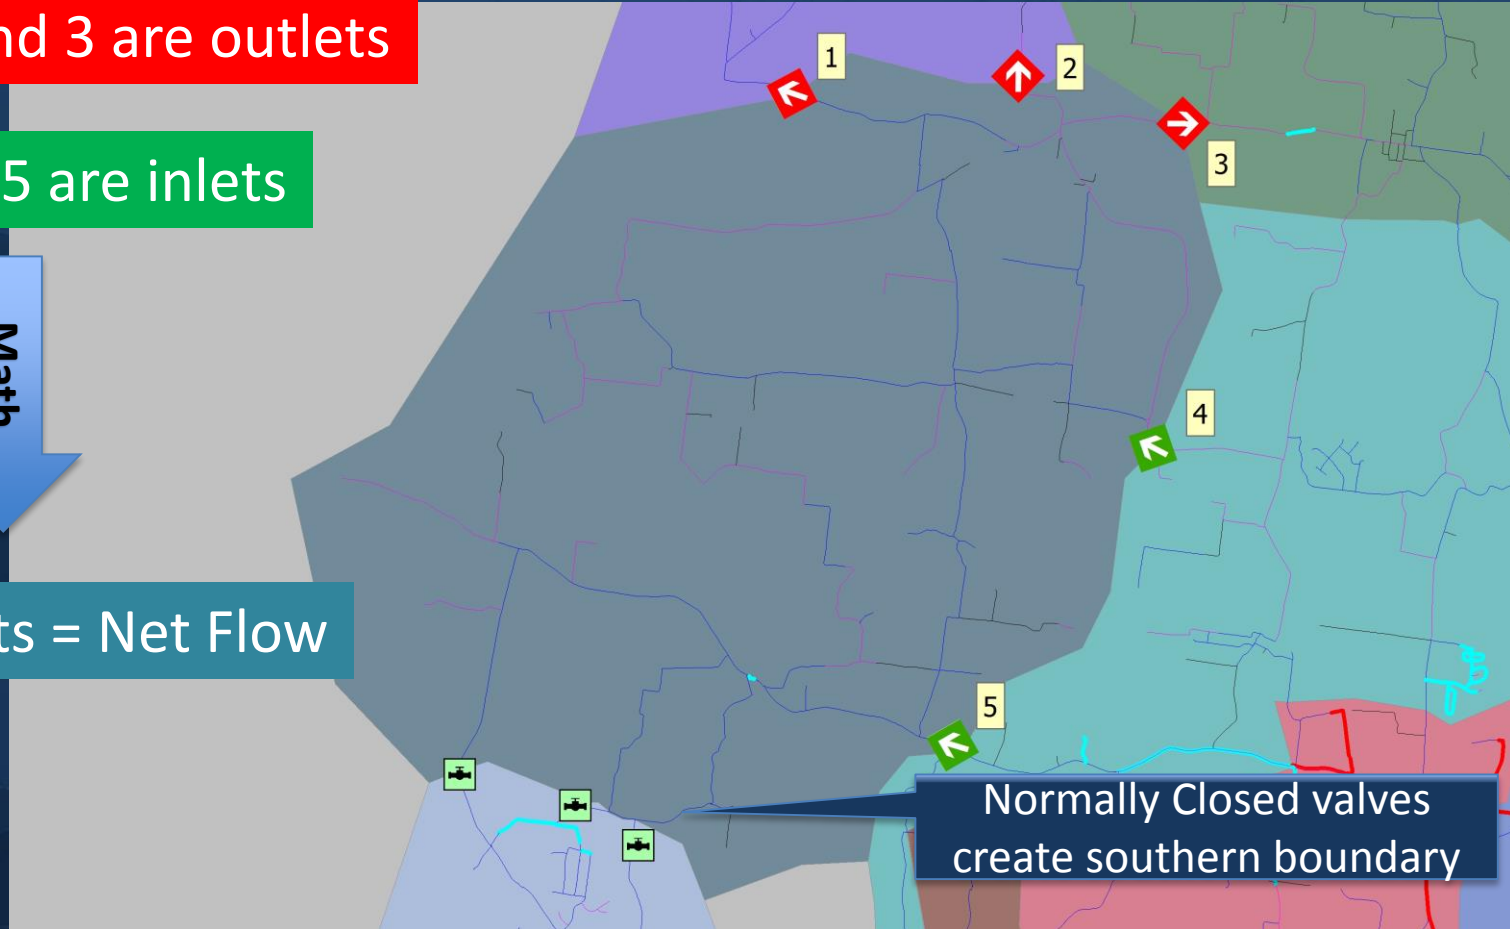 nd 3 are outlets
5 are inlets
Math
ts = Net Flow
1
2
3
4
5
Normally Closed valves
create southern boundary